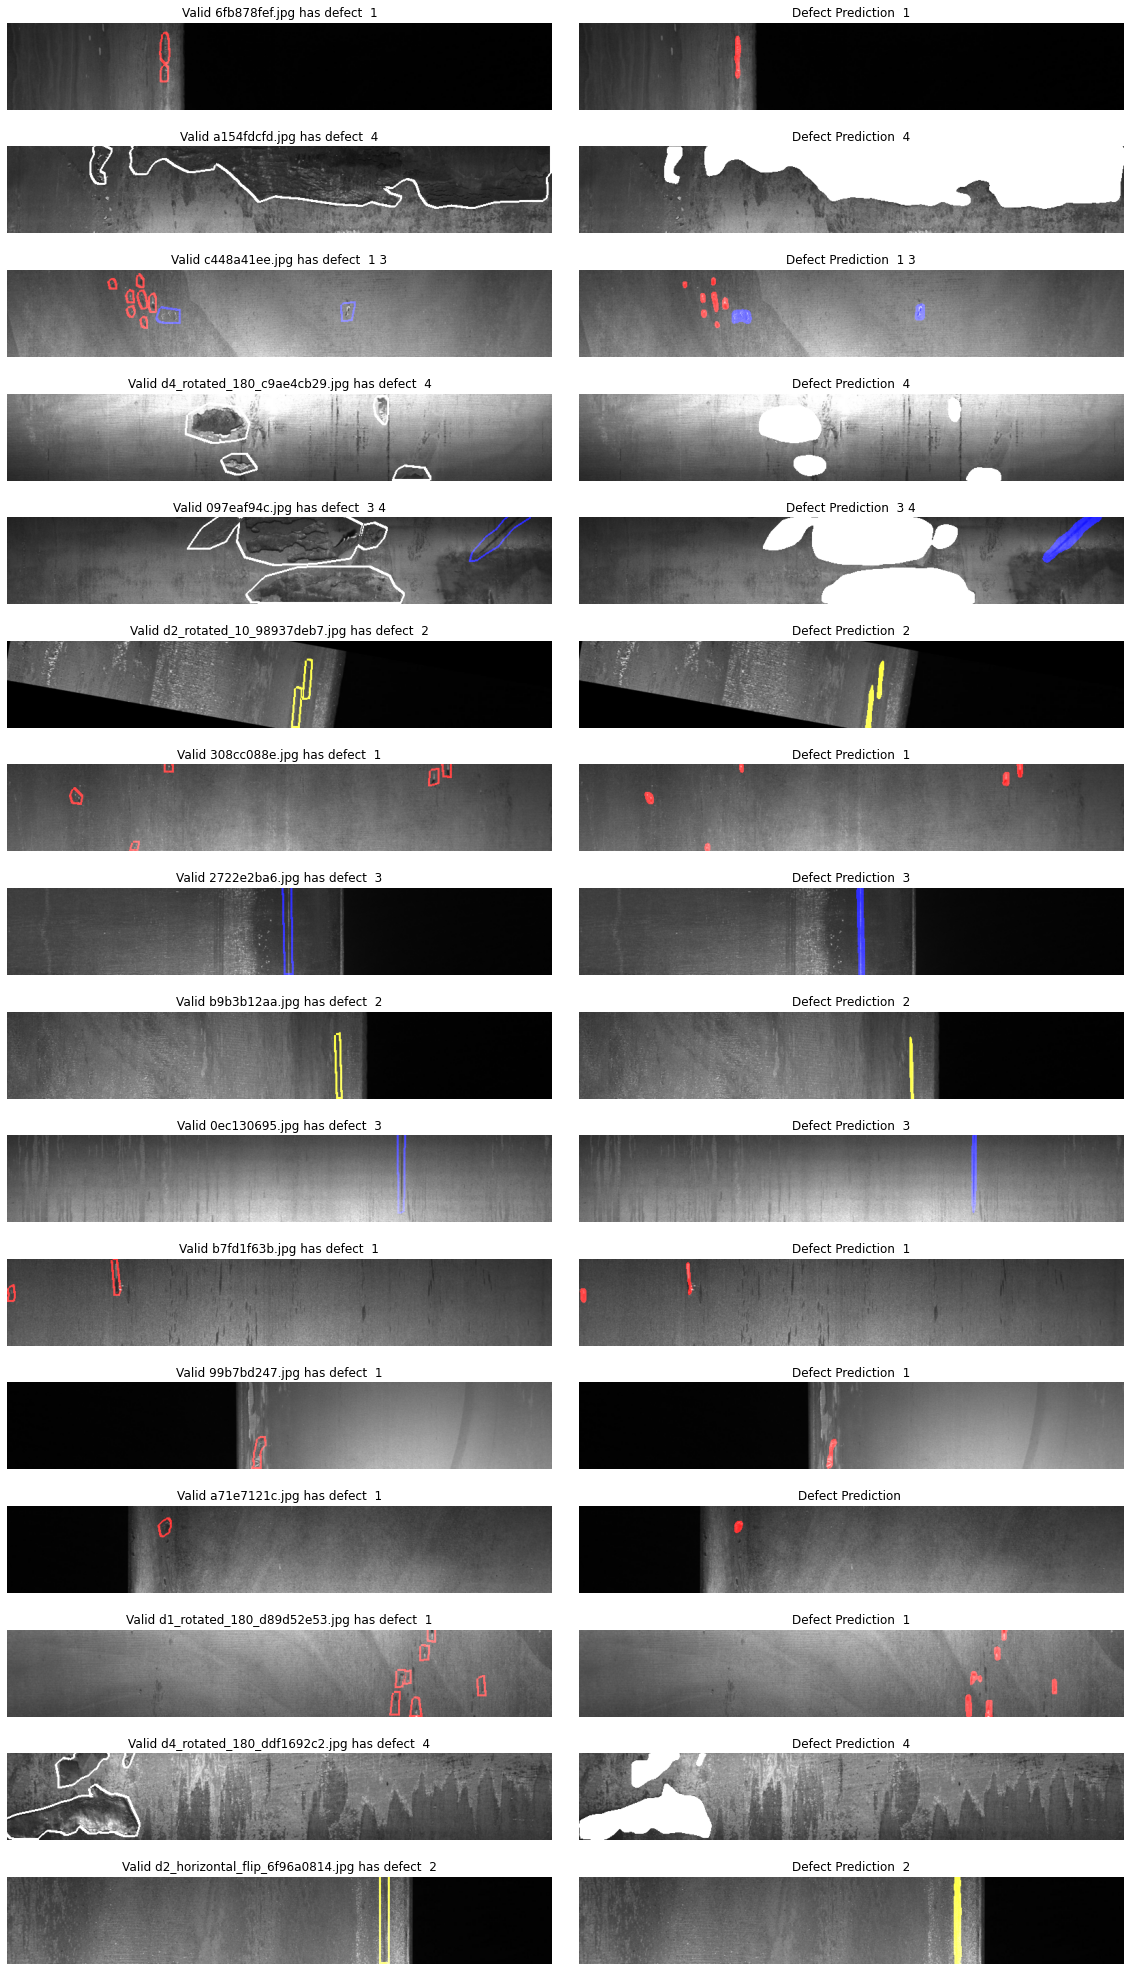 Valid 6fb878fef.jpg has defect  1
Defect Prediction  1
Valid a154fdcfd.jpg has defect  4
Defect Prediction  4
Valid c448a41ee.jpg has defect  1 3
Defect Prediction  1 3
Valid d4_rotated_180_c9ae4cb29.jpg has defect  4
Defect Prediction  4
Valid 097eaf94c.jpg has defect  3 4
Defect Prediction  3 4
Valid d2_rotated_10_98937deb7.jpg has defect  2
Defect Prediction  2
Valid 308cc088e.jpg has defect  1
Defect Prediction  1
Valid 2722e2ba6.jpg has defect  3
Defect Prediction  3
Valid b9b3b12aa.jpg has defect  2
Defect Prediction  2
Valid 0ec130695.jpg has defect  3
Defect Prediction  3
Valid b7fd1f63b.jpg has defect  1
Defect Prediction  1
Valid 99b7bd247.jpg has defect  1
Defect Prediction  1
Valid a71e7121c.jpg has defect  1
Defect Prediction
Valid d1_rotated_180_d89d52e53.jpg has defect  1
Defect Prediction  1
Valid d4_rotated_180_ddf1692c2.jpg has defect  4
Defect Prediction  4
Valid d2_horizontal_flip_6f96a0814.jpg has defect  2
Defect Prediction  2